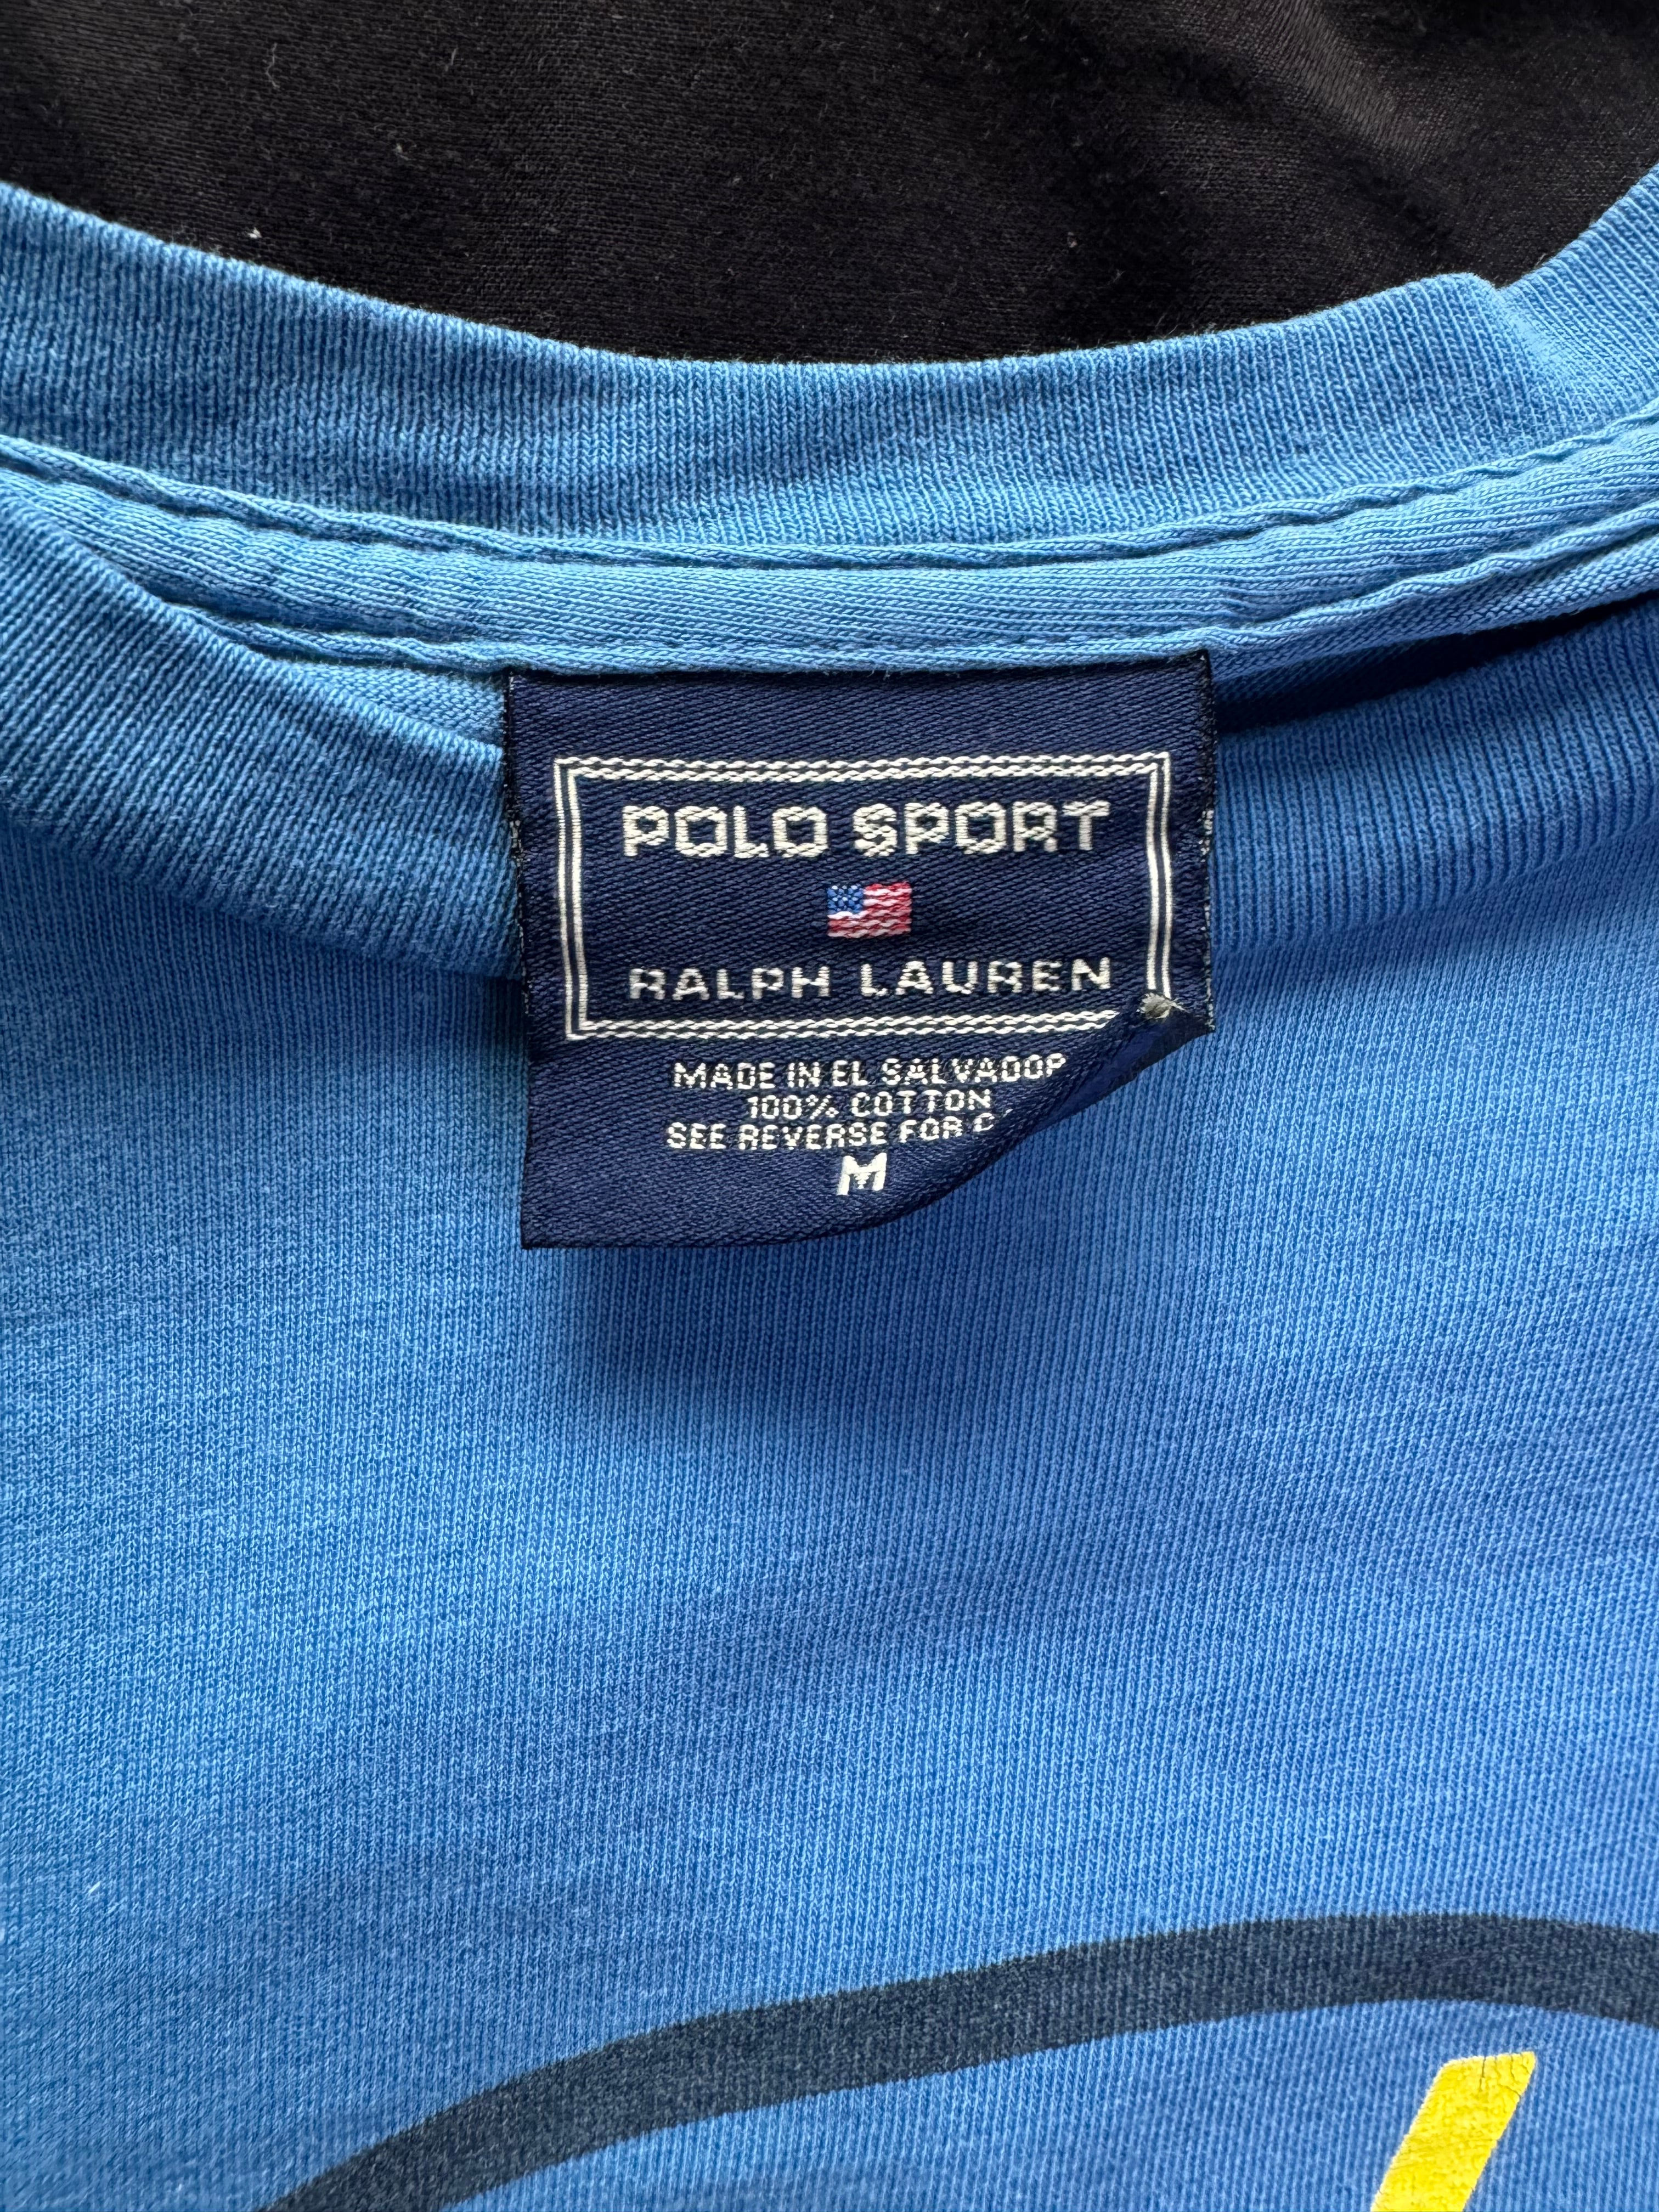 POLO SPORT
RALPH LAUREN
MADE IN EL SALVADOR
100% COTTON
SEE REVERSE FOR
M